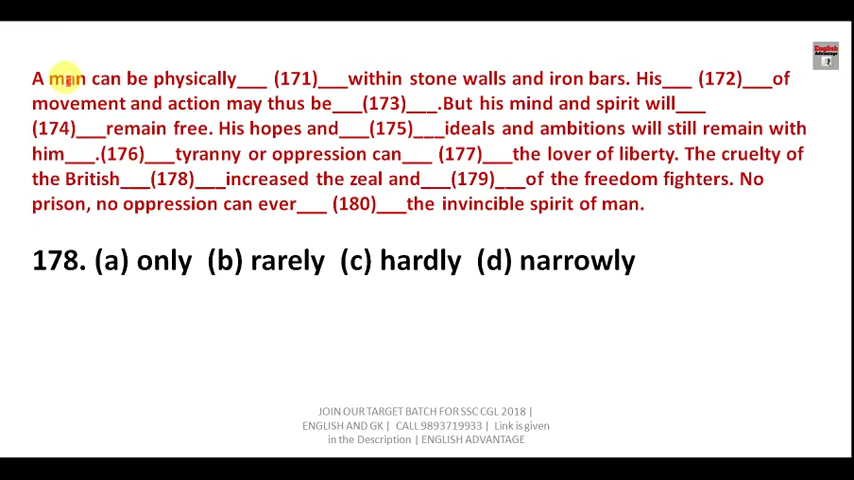 English
Advantage
A man can be physically___ (171)___within stone walls and iron bars. His___ (172)___of
movement and action may thus be___(173)___.But his mind and spirit will___
(174)___remain free. His hopes and___(175)___ideals and ambitions will still remain with
him___.(176)___tyranny or oppression can___ (177)___the lover of liberty. The cruelty of
the British___(178)___increased the zeal and___(179)___of the freedom fighters. No
prison, no oppression can ever___ (180)___the invincible spirit of man.
178. (a) only (b) rarely (c) hardly (d) narrowly
JOIN OUR TARGET BATCH FOR SSC CGL 2018 |
ENGLISH AND GK | CALL 9893719933 | Link is given
in the Description | ENGLISH ADVANTAGE